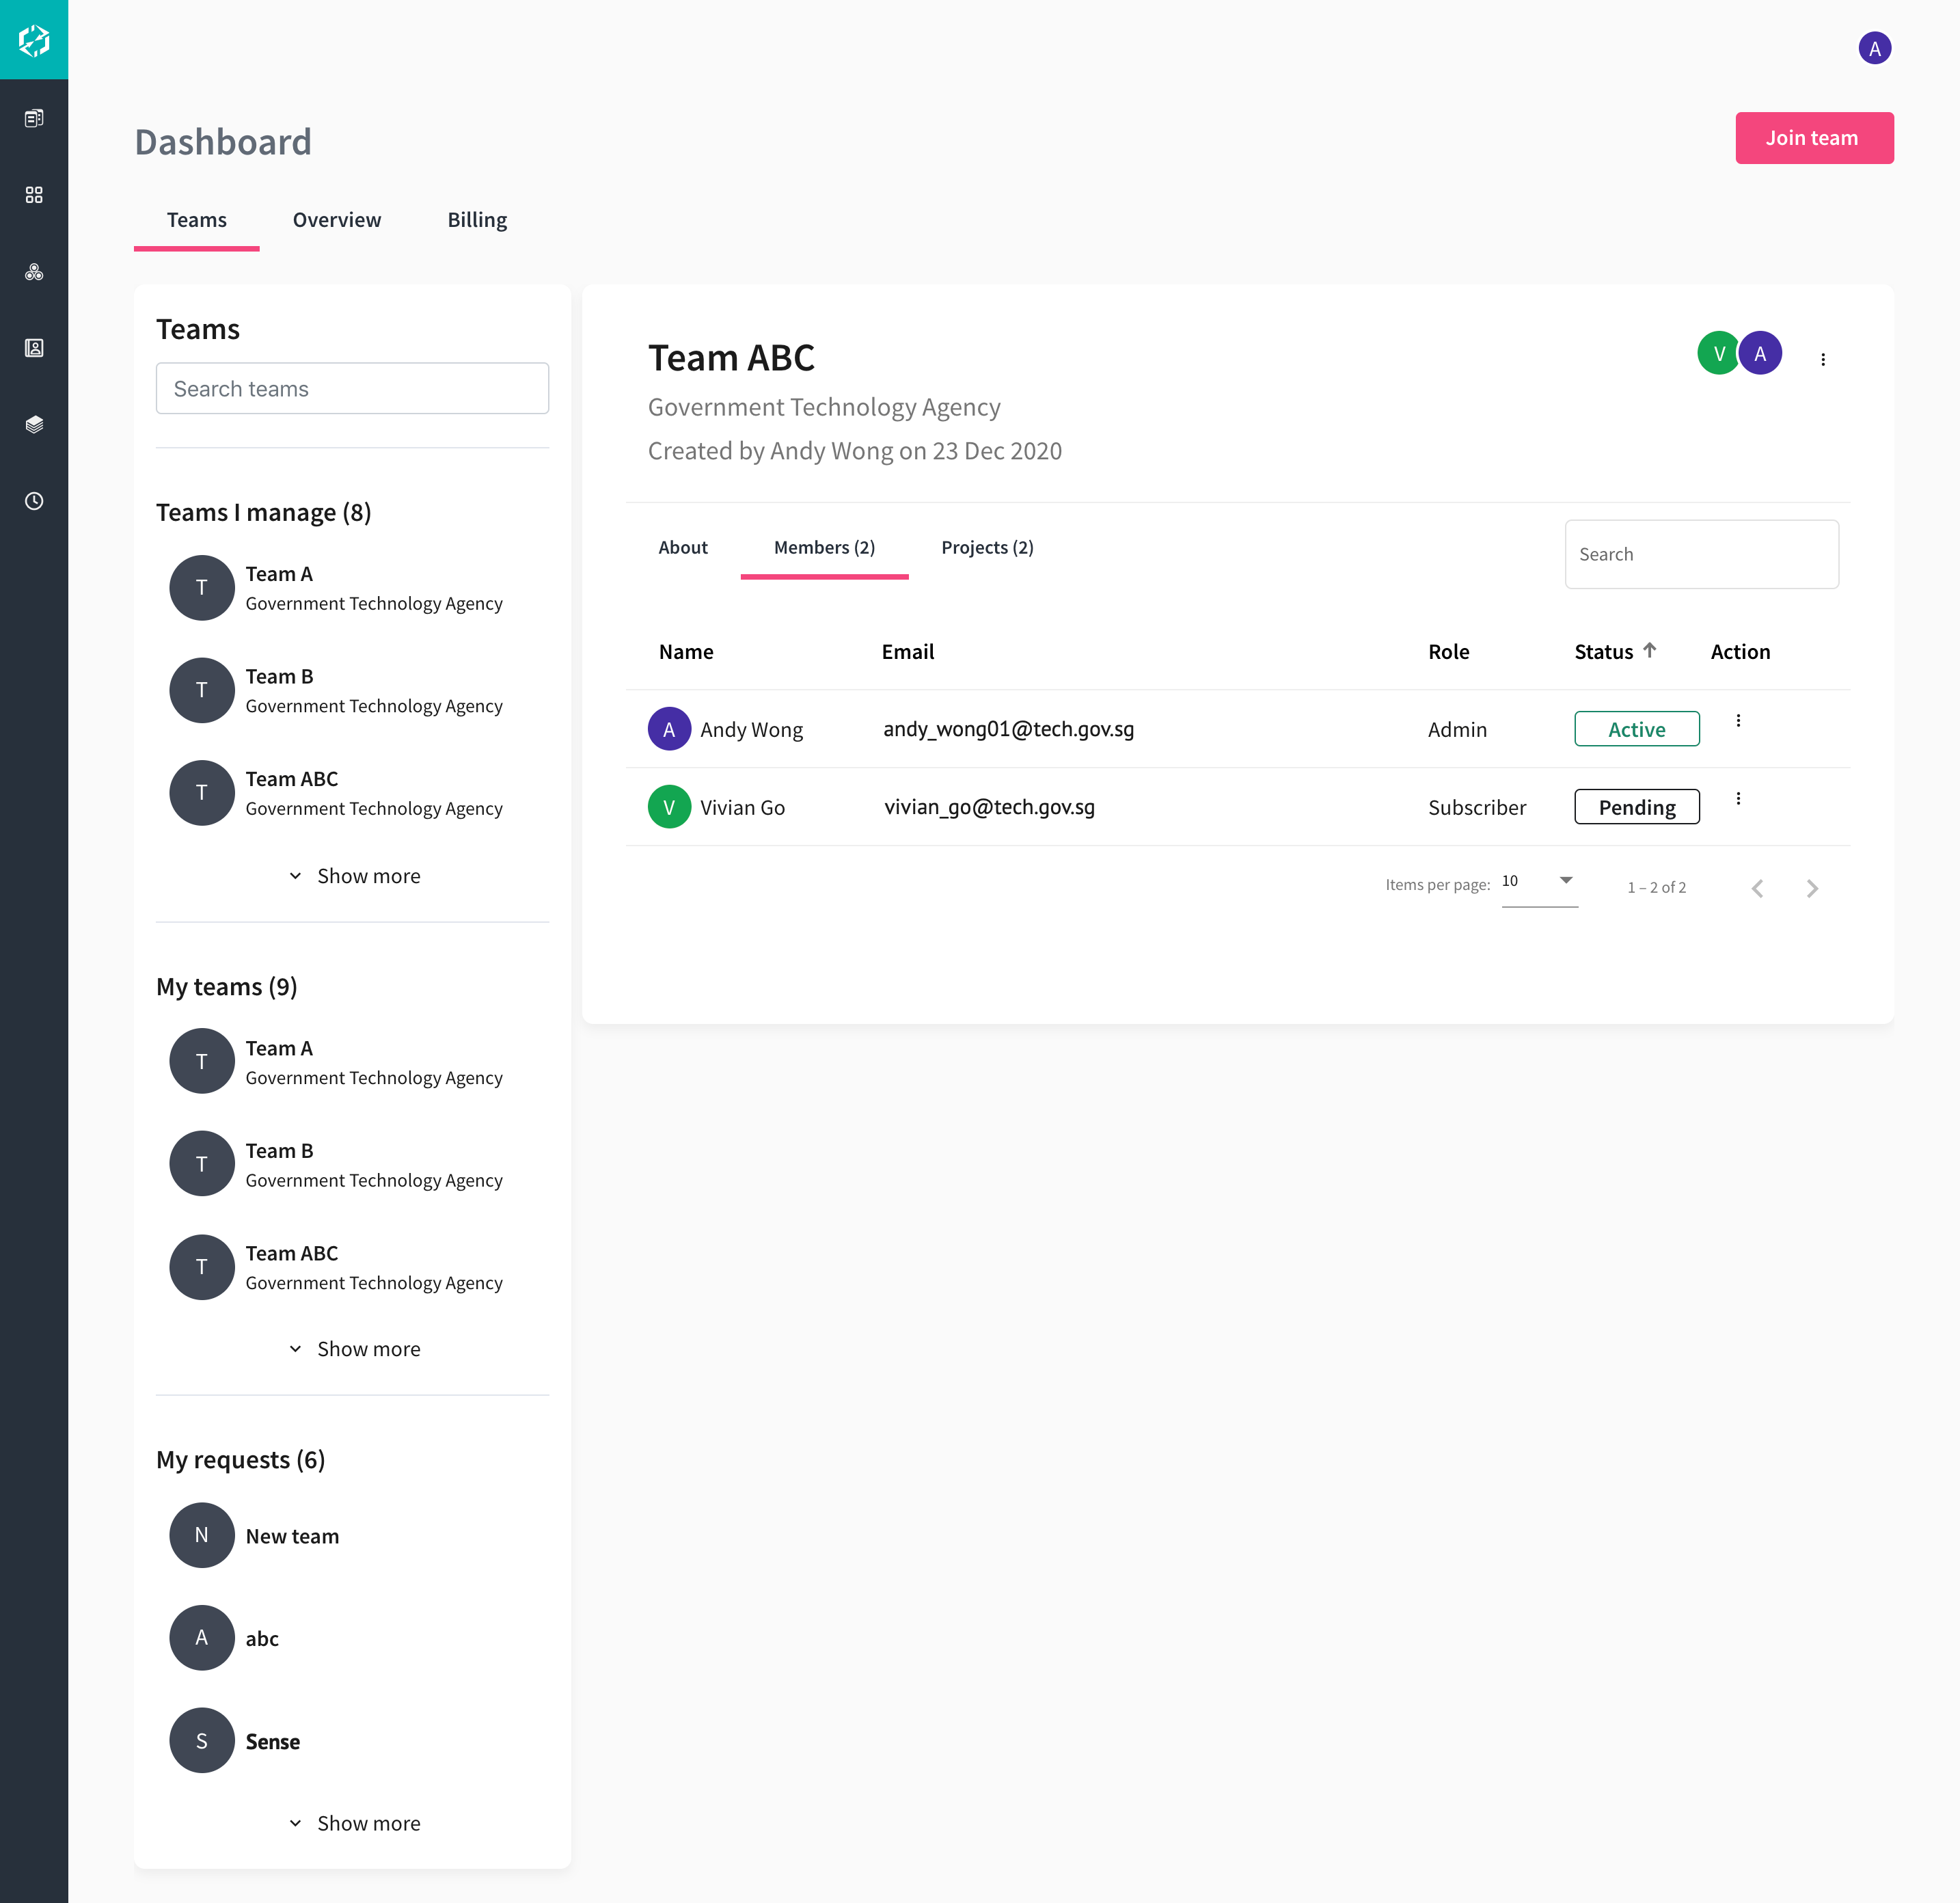 A
Dashboard
Join team
Teams Overview Billing
Teams
Search teams
Teams I manage (8)
T
Team A
Government Technology Agency
T
Team B
Government Technology Agency
T
Team ABC
Government Technology Agency
Show more
My teams (9)
T
Team A
Government Technology Agency
T
Team B
Government Technology Agency
T
Team ABC
Government Technology Agency
Show more
My requests (6)
N New team
A abc
S Sense
Show more
Team ABC
V A
Government Technology Agency
Created by Andy Wong on 23 Dec 2020
About Members (2) Projects (2)
Search
Name Email Role Status Action
A Andy Wong andy_wong01@tech.gov.sg Admin Active
V Vivian Go vivian_go@tech.gov.sg Subscriber Pending
Items per page: 10 1 – 2 of 2